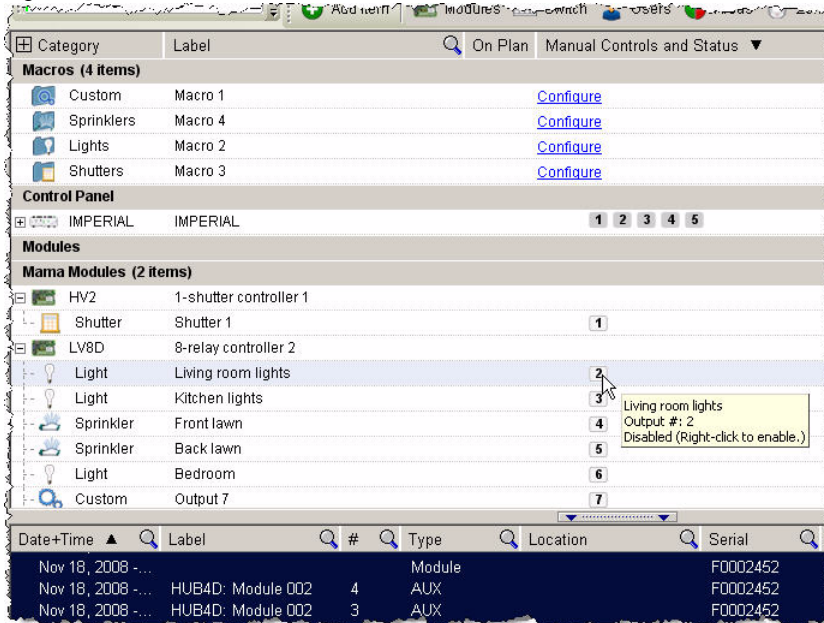 Add Item Modules Switch Users
Category Label On Plan Manual Controls and Status ▼
Macros (4 items)
Custom Macro 1 Configure
Sprinklers Macro 4 Configure
Lights Macro 2 Configure
Shutters Macro 3 Configure
Control Panel
IMPERIAL IMPERIAL 1 2 3 4 5
Modules
Mama Modules (2 items)
HV2 1-shutter controller 1
Shutter Shutter 1 1
LV8D 8-relay controller 2
Light Living room lights 2
Light Kitchen lights 3
Living room lights
Output #: 2
Disabled (Right-click to enable.)
Sprinkler Front lawn 4
Sprinkler Back lawn 5
Light Bedroom 6
Custom Output 7 7
Date+Time ▲ Label # Type Location Serial
Nov 18, 2008 -... Module F0002452
Nov 18, 2008 -... HUB4D: Module 002 4 AUX F0002452
Nov 18, 2008 -... HUB4D: Module 002 3 AUX F0002452